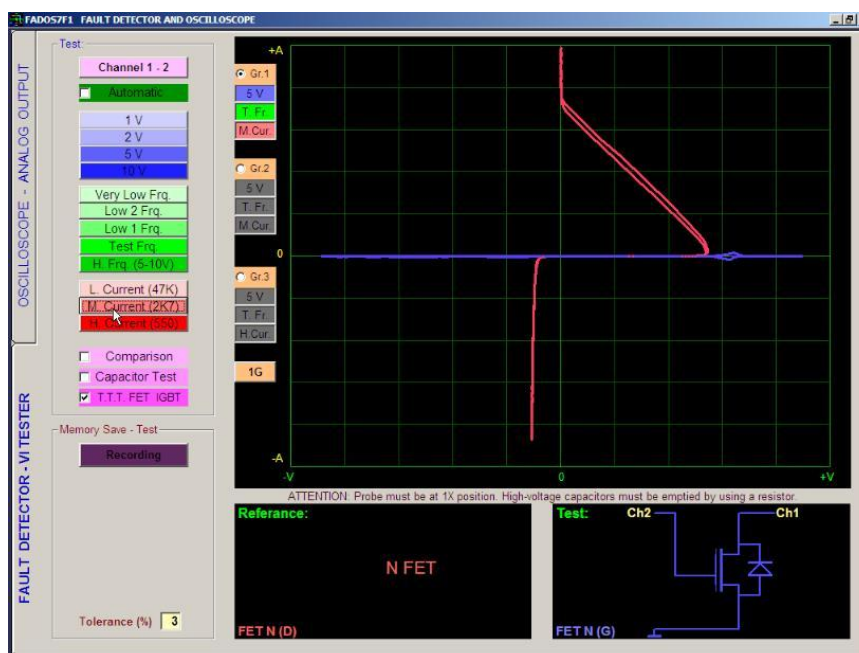 FADOS7F1 FAULT DETECTOR AND OSCILLOSCOPE
OSCILLOSCOPE - ANALOG OUTPUT
FAULT DETECTOR - VI TESTER
Test:
Channel 1 - 2
Automatic
1 V
2 V
5 V
10 V
Very Low Frq.
Low 2 Frq.
Low 1 Frq.
Test Frq.
H. Frq. (5-10V)
L. Current (47K)
M. Current (2K7)
H. Current (550)
Comparison
Capacitor Test
T.T.T. FET IGBT
Memory Save - Test
Recording
Tolerance (%) 3
+A
Gr.1
5 V
T. Fr.
M.Cur.
Gr.2
5 V
T. Fr.
M.Cur.
0
Gr.3
5 V
T. Fr.
H.Cur.
1G
-A
-V 0 +V
ATTENTION: Probe must be at 1X position. High-voltage capacitors must be emptied by using a resistor.
Referance:
N FET
FET N (D)
Test: Ch2 Ch1
FET N (G)